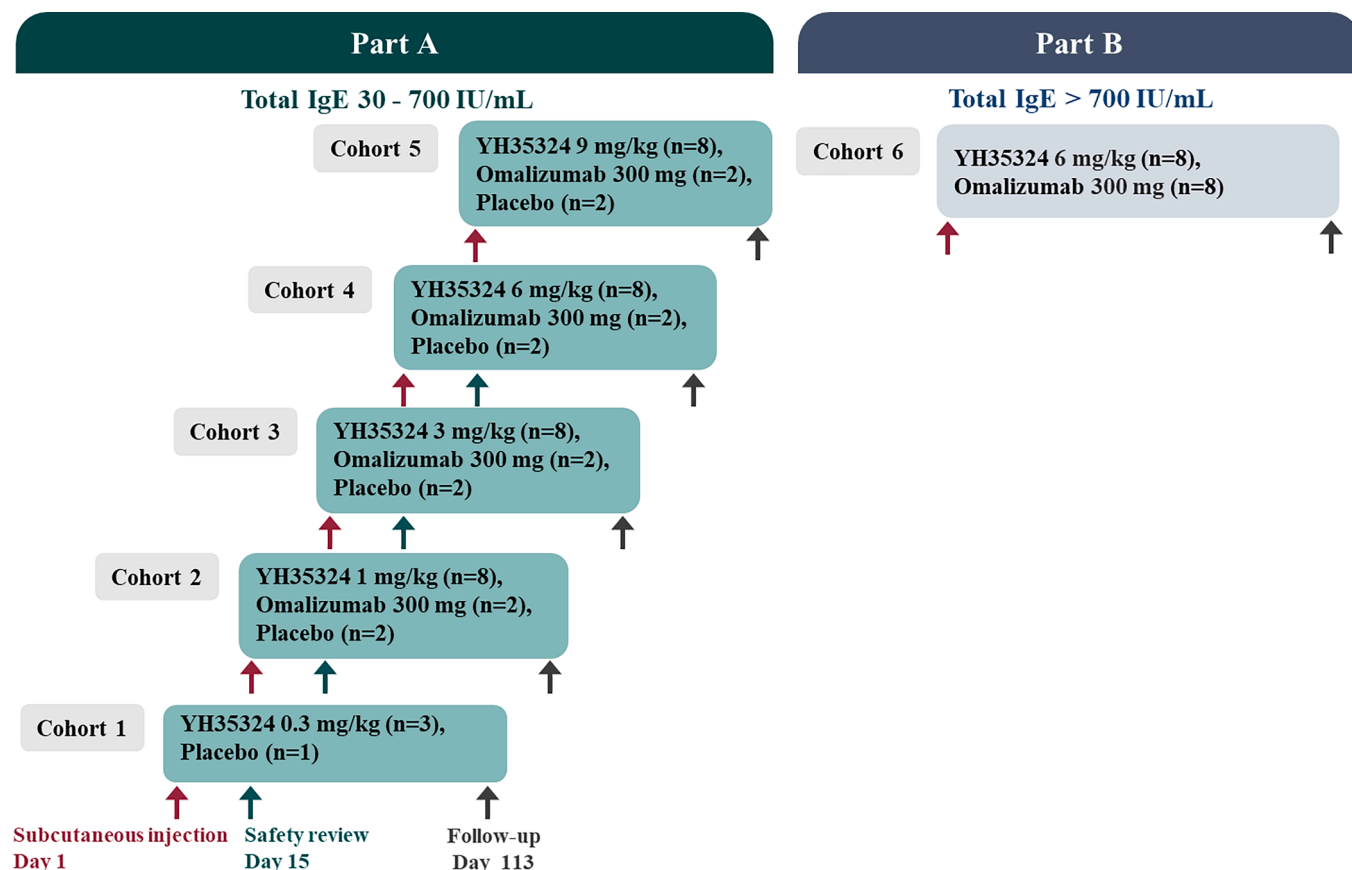 Part A
Total IgE 30 - 700 IU/mL
Cohort 5
YH35324 9 mg/kg (n=8),
Omalizumab 300 mg (n=2),
Placebo (n=2)
Cohort 4
YH35324 6 mg/kg (n=8),
Omalizumab 300 mg (n=2),
Placebo (n=2)
Cohort 3
YH35324 3 mg/kg (n=8),
Omalizumab 300 mg (n=2),
Placebo (n=2)
Cohort 2
YH35324 1 mg/kg (n=8),
Omalizumab 300 mg (n=2),
Placebo (n=2)
Cohort 1
YH35324 0.3 mg/kg (n=3),
Placebo (n=1)
Subcutaneous injection
Day 1
Safety review
Day 15
Follow-up
Day 113
Part B
Total IgE > 700 IU/mL
Cohort 6
YH35324 6 mg/kg (n=8),
Omalizumab 300 mg (n=8)